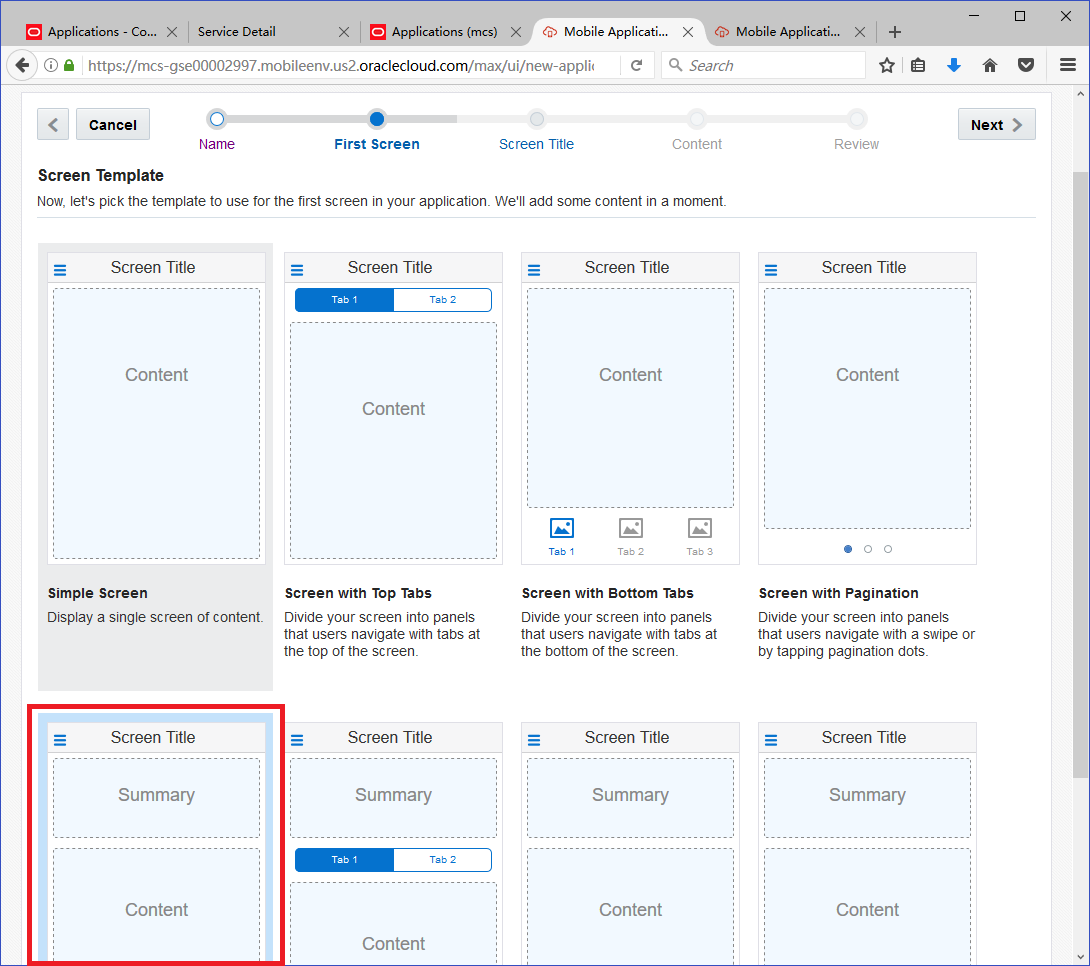 Applications - Co...
Service Detail
Applications (mcs)
Mobile Applicati...
Mobile Applicati...
https://mcs-gse00002997.mobileenv.us2.oraclecloud.com/max/ui/new-applic
Search
Cancel
Name
First Screen
Screen Title
Content
Review
Next
Screen Template
Now, let's pick the template to use for the first screen in your application. We'll add some content in a moment.
Screen Title
Content
Simple Screen
Display a single screen of content.
Screen Title
Tab 1
Tab 2
Content
Screen with Top Tabs
Divide your screen into panels
that users navigate with tabs at
the top of the screen.
Screen Title
Content
Tab 1
Tab 2
Tab 3
Screen with Bottom Tabs
Divide your screen into panels
that users navigate with tabs at
the bottom of the screen.
Screen Title
Content
Screen with Pagination
Divide your screen into panels
that users navigate with a swipe or
by tapping pagination dots.
Screen Title
Summary
Content
Screen Title
Summary
Tab 1
Tab 2
Content
Screen Title
Summary
Content
Screen Title
Summary
Content